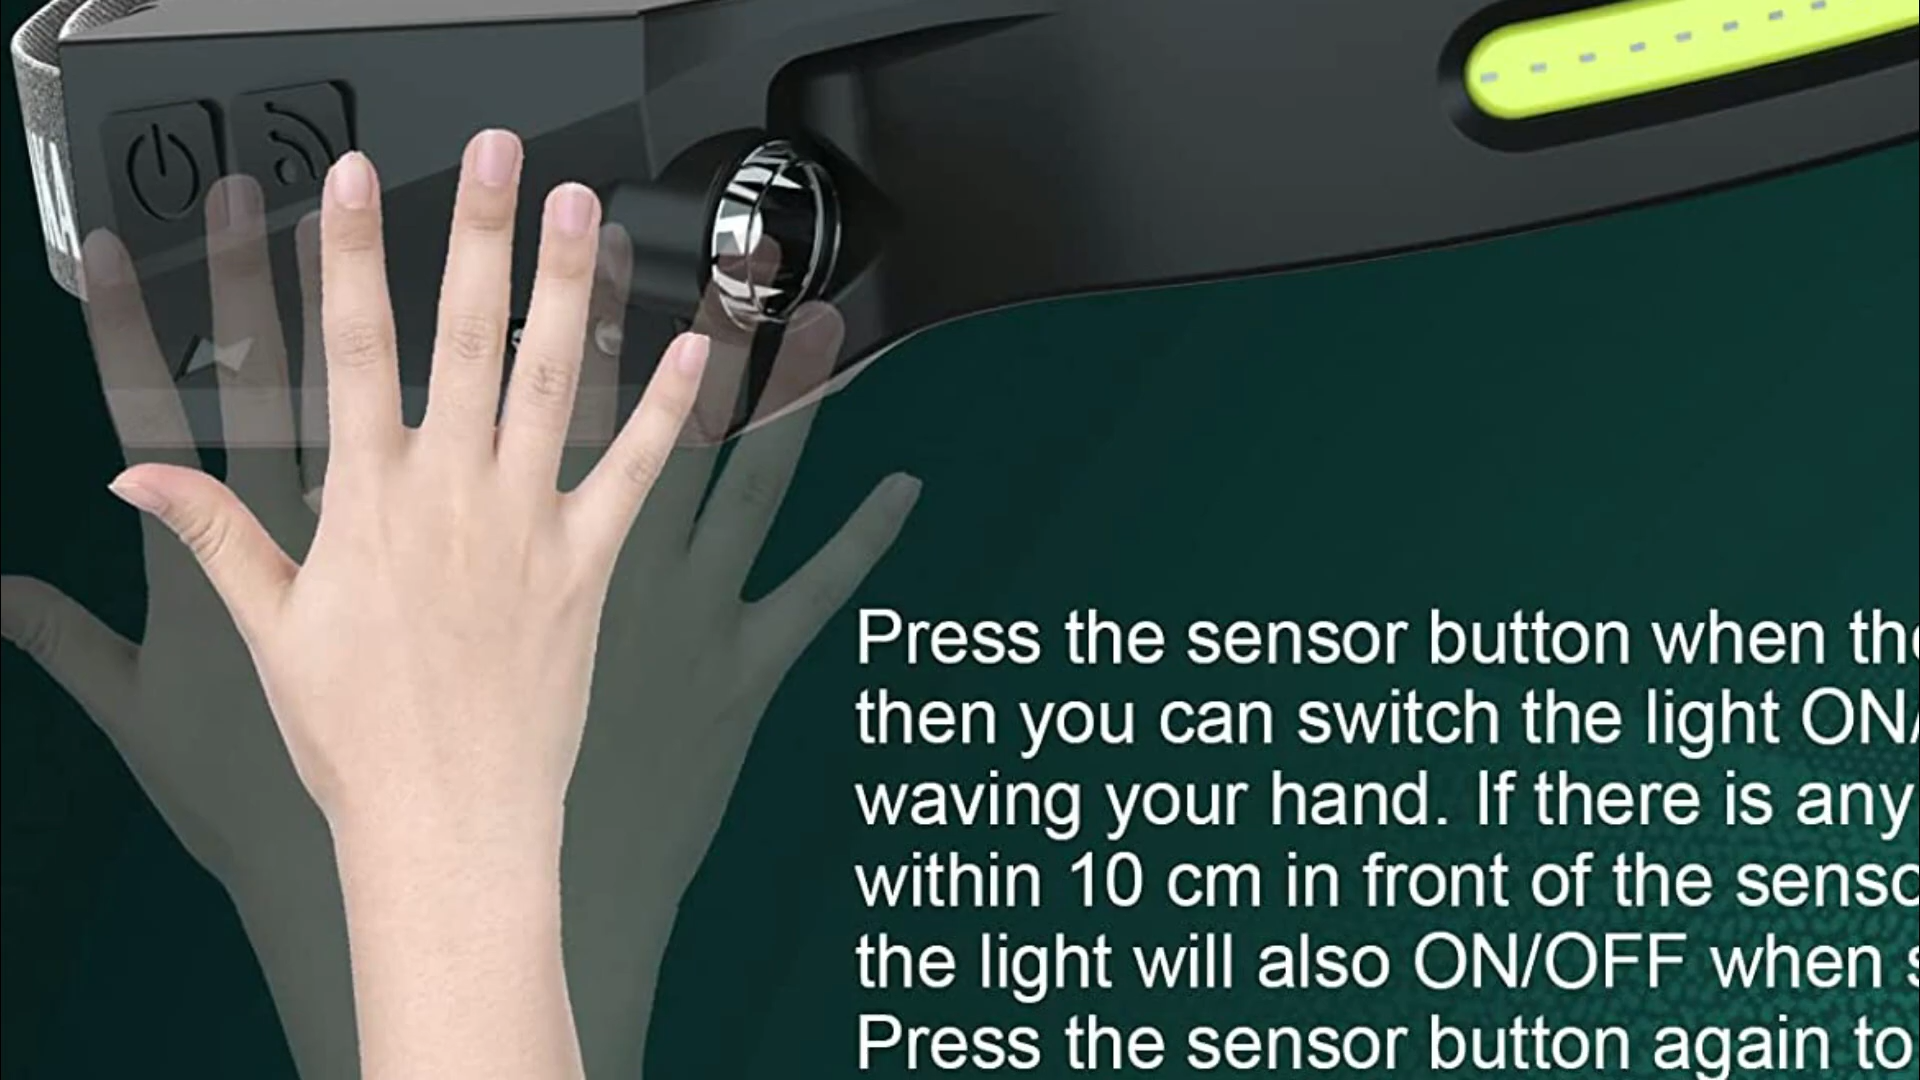 Press the sensor button when the
then you can switch the light ON/
waving your hand. If there is any
within 10 cm in front of the senso
the light will also ON/OFF when s
Press the sensor button again to